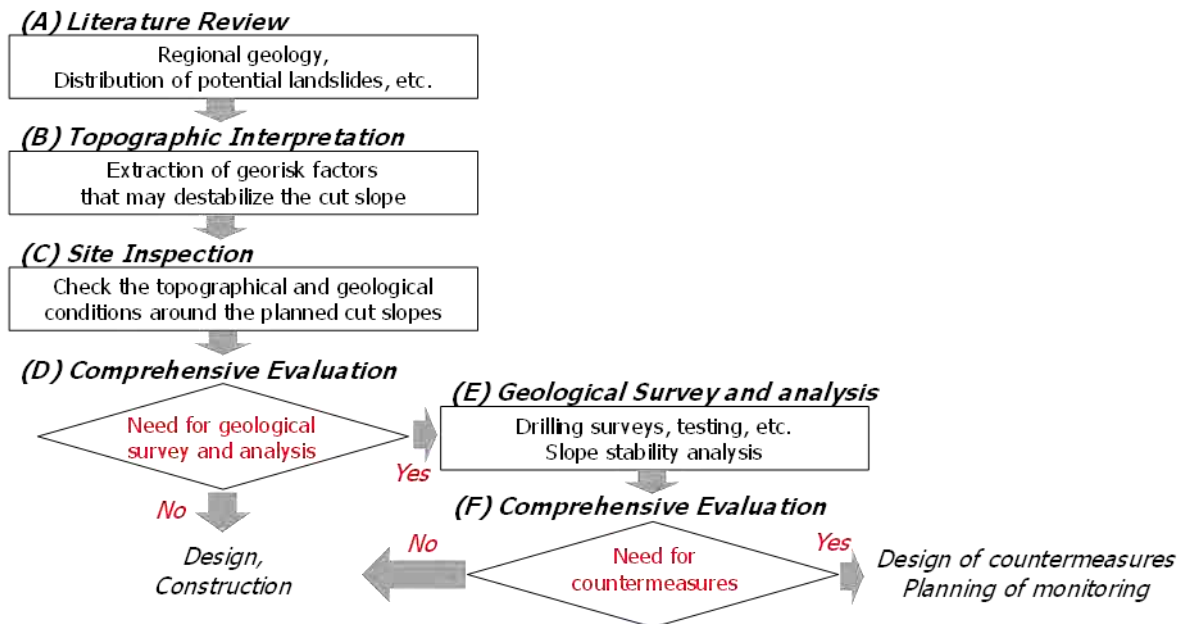 (A) Literature Review
Regional geology,
Distribution of potential landslides, etc.
(B) Topographic Interpretation
Extraction of georisk factors
that may destabilize the cut slope
(C) Site Inspection
Check the topographical and geological
conditions around the planned cut slopes
(D) Comprehensive Evaluation
Need for geological
survey and analysis
Yes
No
Design,
Construction
(E) Geological Survey and analysis
Drilling surveys, testing, etc.
Slope stability analysis
(F) Comprehensive Evaluation
Need for
countermeasures
No
Yes
Design of countermeasures
Planning of monitoring